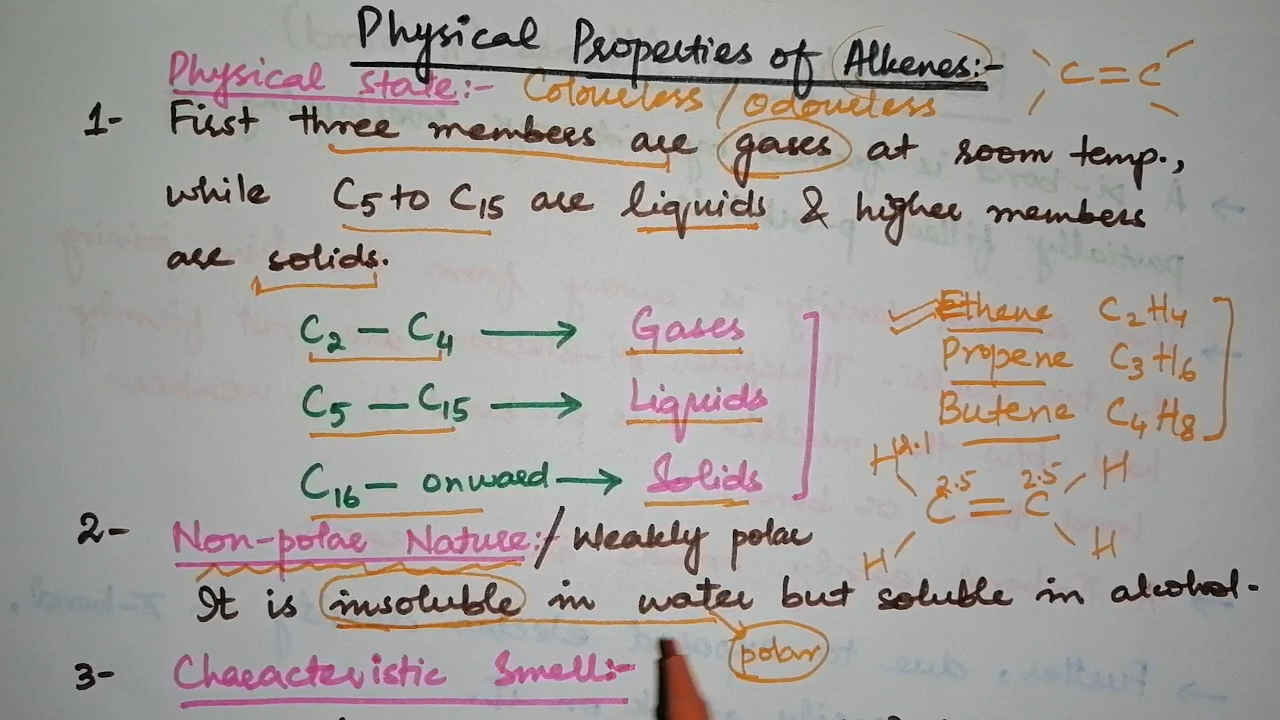 Physical Properties of Alkenes:-
C=C
Physical State:- Colourless/odourless
1- First three members are gases at room temp.,
while C5 to C15 are liquids & higher members
are solids.
C2 - C4 → Gases
C5 - C15 → Liquids
C16 - onward → Solids
Ethene C2H4
Propene C3H6
Butene C4H8
H 2.1 2.5 2.5 H
C=C
H H
2- Non-polar Nature:/Weakly polar
It is insoluble in water but soluble in alcohol.
polar
3- Characteristic Smell:-